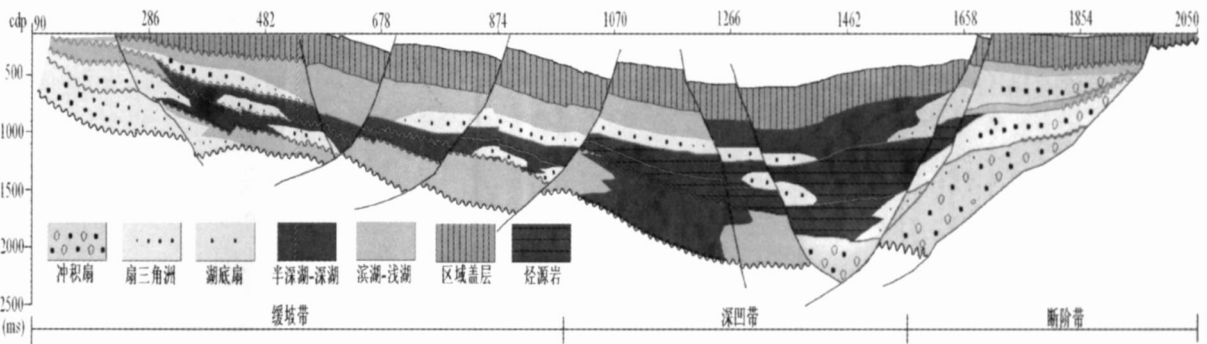 cdp 90 286 482 678 874 1070 1266 1462 1658 1854 2050
500
1000
1500
2000
2500
(ms)
冲积扇 扇三角洲 湖底扇 半深湖-深湖 滨湖-浅湖 区域盖层 烃源岩
缓坡带 深凹带 断阶带